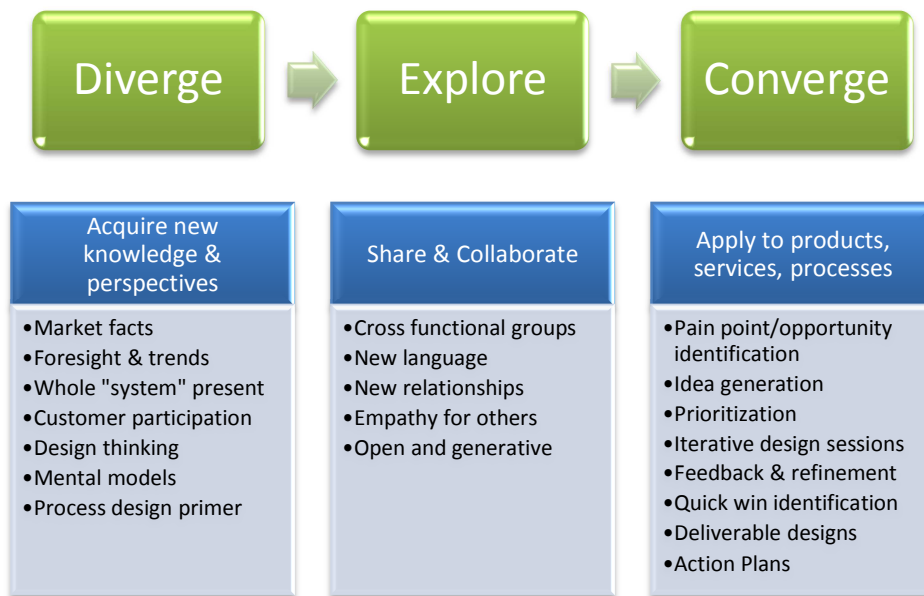 Diverge
Explore
Converge
Acquire new
knowledge &
perspectives
•Market facts
•Foresight & trends
•Whole "system" present
•Customer participation
•Design thinking
•Mental models
•Process design primer
Share & Collaborate
•Cross functional groups
•New language
•New relationships
•Empathy for others
•Open and generative
Apply to products,
services, processes
•Pain point/opportunity
identification
•Idea generation
•Prioritization
•Iterative design sessions
•Feedback & refinement
•Quick win identification
•Deliverable designs
•Action Plans